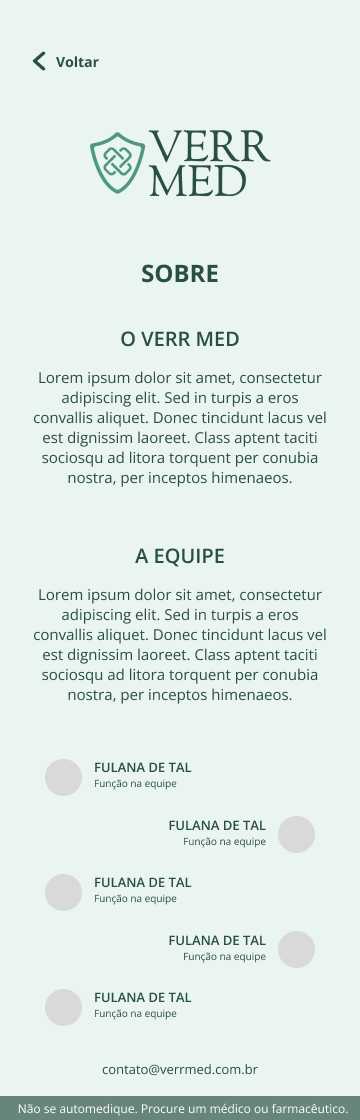 Voltar
VERR
MED
SOBRE
O VERR MED
Lorem ipsum dolor sit amet, consectetur
adipiscing elit. Sed in turpis a eros
convallis aliquet. Donec tincidunt lacus vel
est dignissim laoreet. Class aptent taciti
sociosqu ad litora torquent per conubia
nostra, per inceptos himenaeos.
A EQUIPE
Lorem ipsum dolor sit amet, consectetur
adipiscing elit. Sed in turpis a eros
convallis aliquet. Donec tincidunt lacus vel
est dignissim laoreet. Class aptent taciti
sociosqu ad litora torquent per conubia
nostra, per inceptos himenaeos.
FULANA DE TAL
Função na equipe
FULANA DE TAL
Função na equipe
FULANA DE TAL
Função na equipe
FULANA DE TAL
Função na equipe
FULANA DE TAL
Função na equipe
contato@verrmed.com.br
Não se automedique. Procure um médico ou farmacêutico.